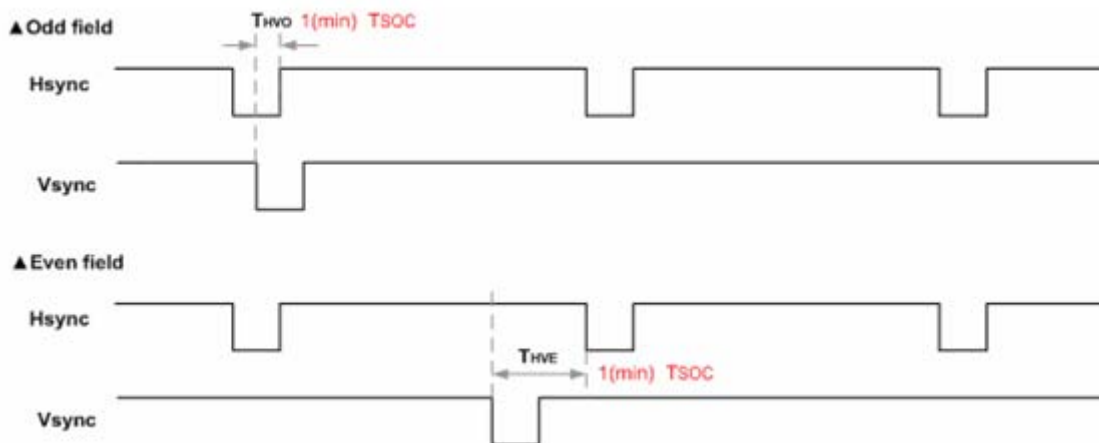 ▲Odd field
THVO 1(min) TSOC
Hsync
Vsync
▲Even field
Hsync
THVE
1(min) TSOC
Vsync